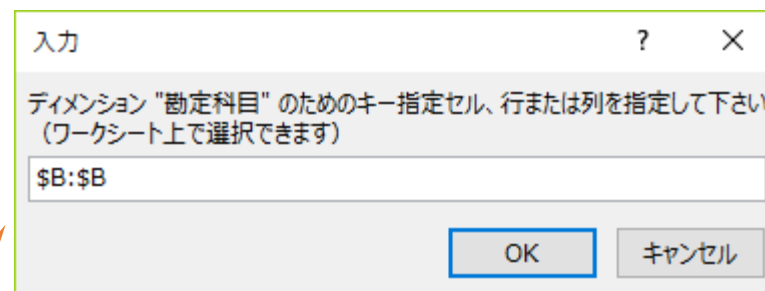 入力 ?
ディメンション "勘定科目" のためのキー指定セル、行または列を指定して下さい
（ワークシート上で選択できます）
$B:$B
OK キャンセル